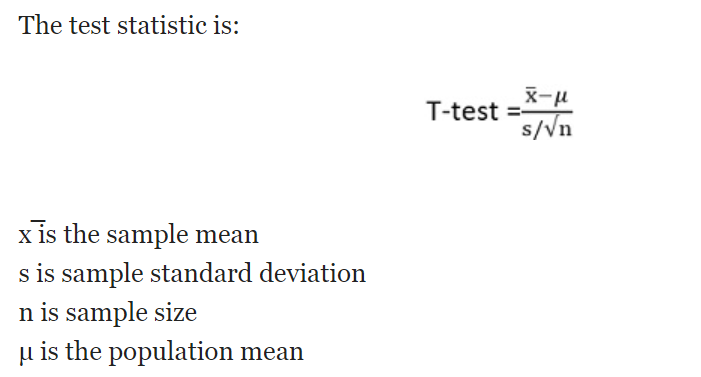 The test statistic is:
T-test = x̄−μ / s/√n
x̅ is the sample mean
s is sample standard deviation
n is sample size
μ is the population mean